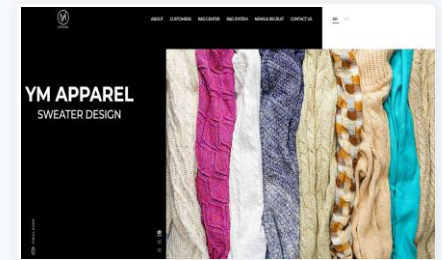 ABOUT CUSTOMERS R&D CENTER R&D SYSTEM NEWS & RECRUIT CONTACT US
YM APPAREL
SWEATER DESIGN